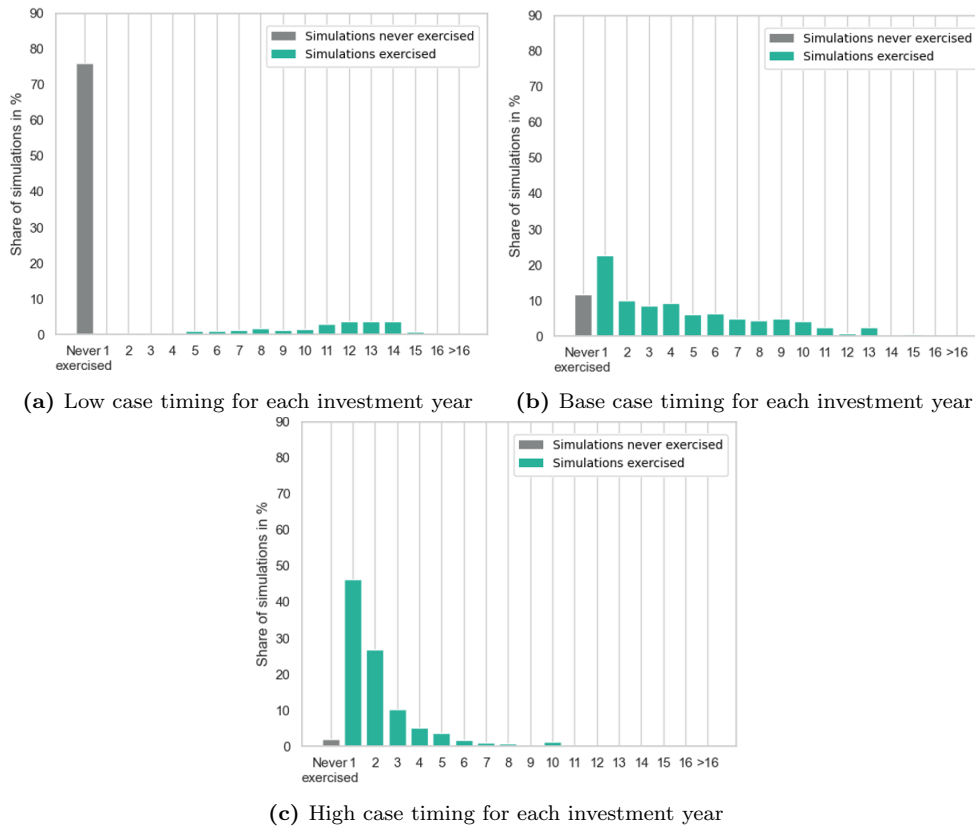 90
80
70
60
50
40
30
20
10
0
Share of simulations in %
Simulations never exercised
Simulations exercised
Never 1 2 3 4 5 6 7 8 9 10 11 12 13 14 15 16 >16
exercised
(a) Low case timing for each investment year
90
80
70
60
50
40
30
20
10
0
Share of simulations in %
Simulations never exercised
Simulations exercised
Never 1 2 3 4 5 6 7 8 9 10 11 12 13 14 15 16 >16
exercised
(b) Base case timing for each investment year
90
80
70
60
50
40
30
20
10
0
Share of simulations in %
Simulations never exercised
Simulations exercised
Never 1 2 3 4 5 6 7 8 9 10 11 12 13 14 15 16 >16
exercised
(c) High case timing for each investment year